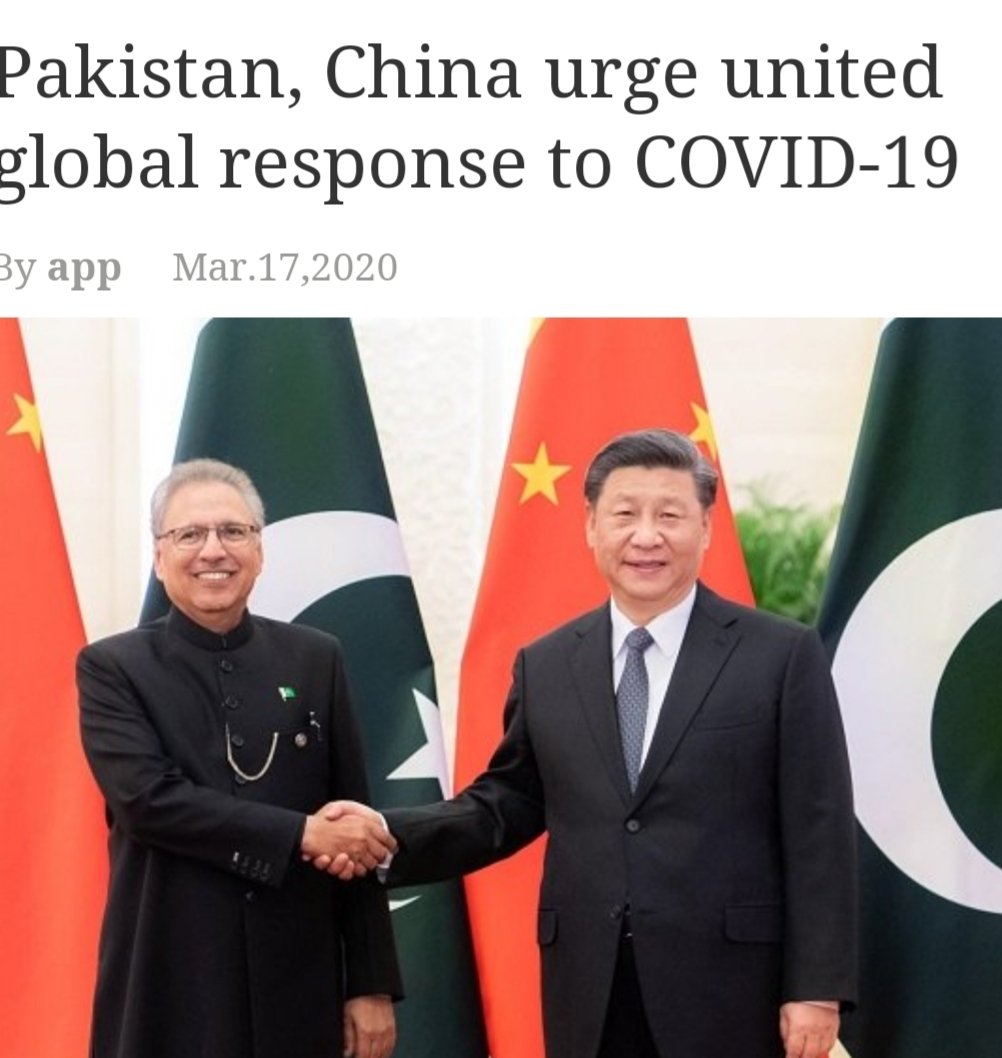 Pakistan, China urge united
global response to COVID-19
By app Mar.17,2020